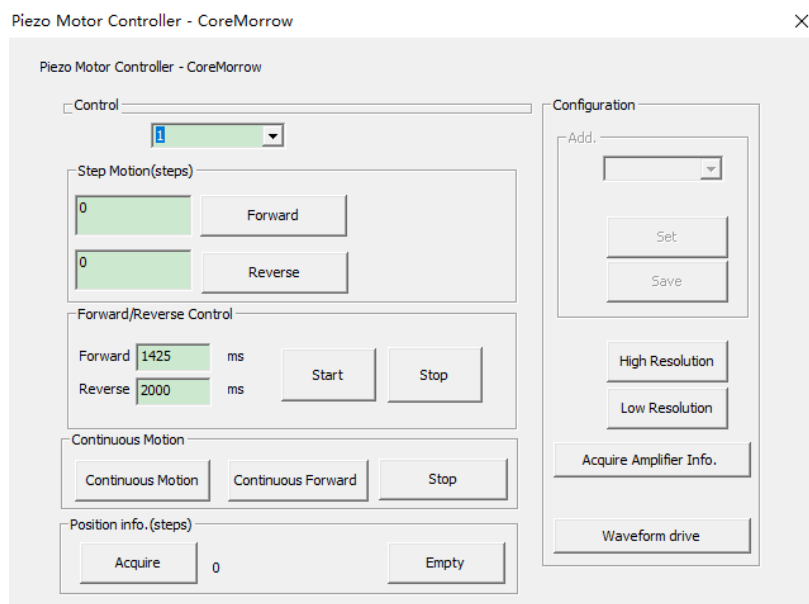 Piezo Motor Controller - CoreMorrow
Piezo Motor Controller - CoreMorrow
Control
1
Step Motion(steps)
0
Forward
0
Reverse
Forward/Reverse Control
Forward 1425 ms
Reverse 2000 ms
Start
Stop
Continuous Motion
Continuous Motion
Continuous Forward
Stop
Position info.(steps)
Acquire
0
Empty
Configuration
Add.
Set
Save
High Resolution
Low Resolution
Acquire Amplifier Info.
Waveform drive